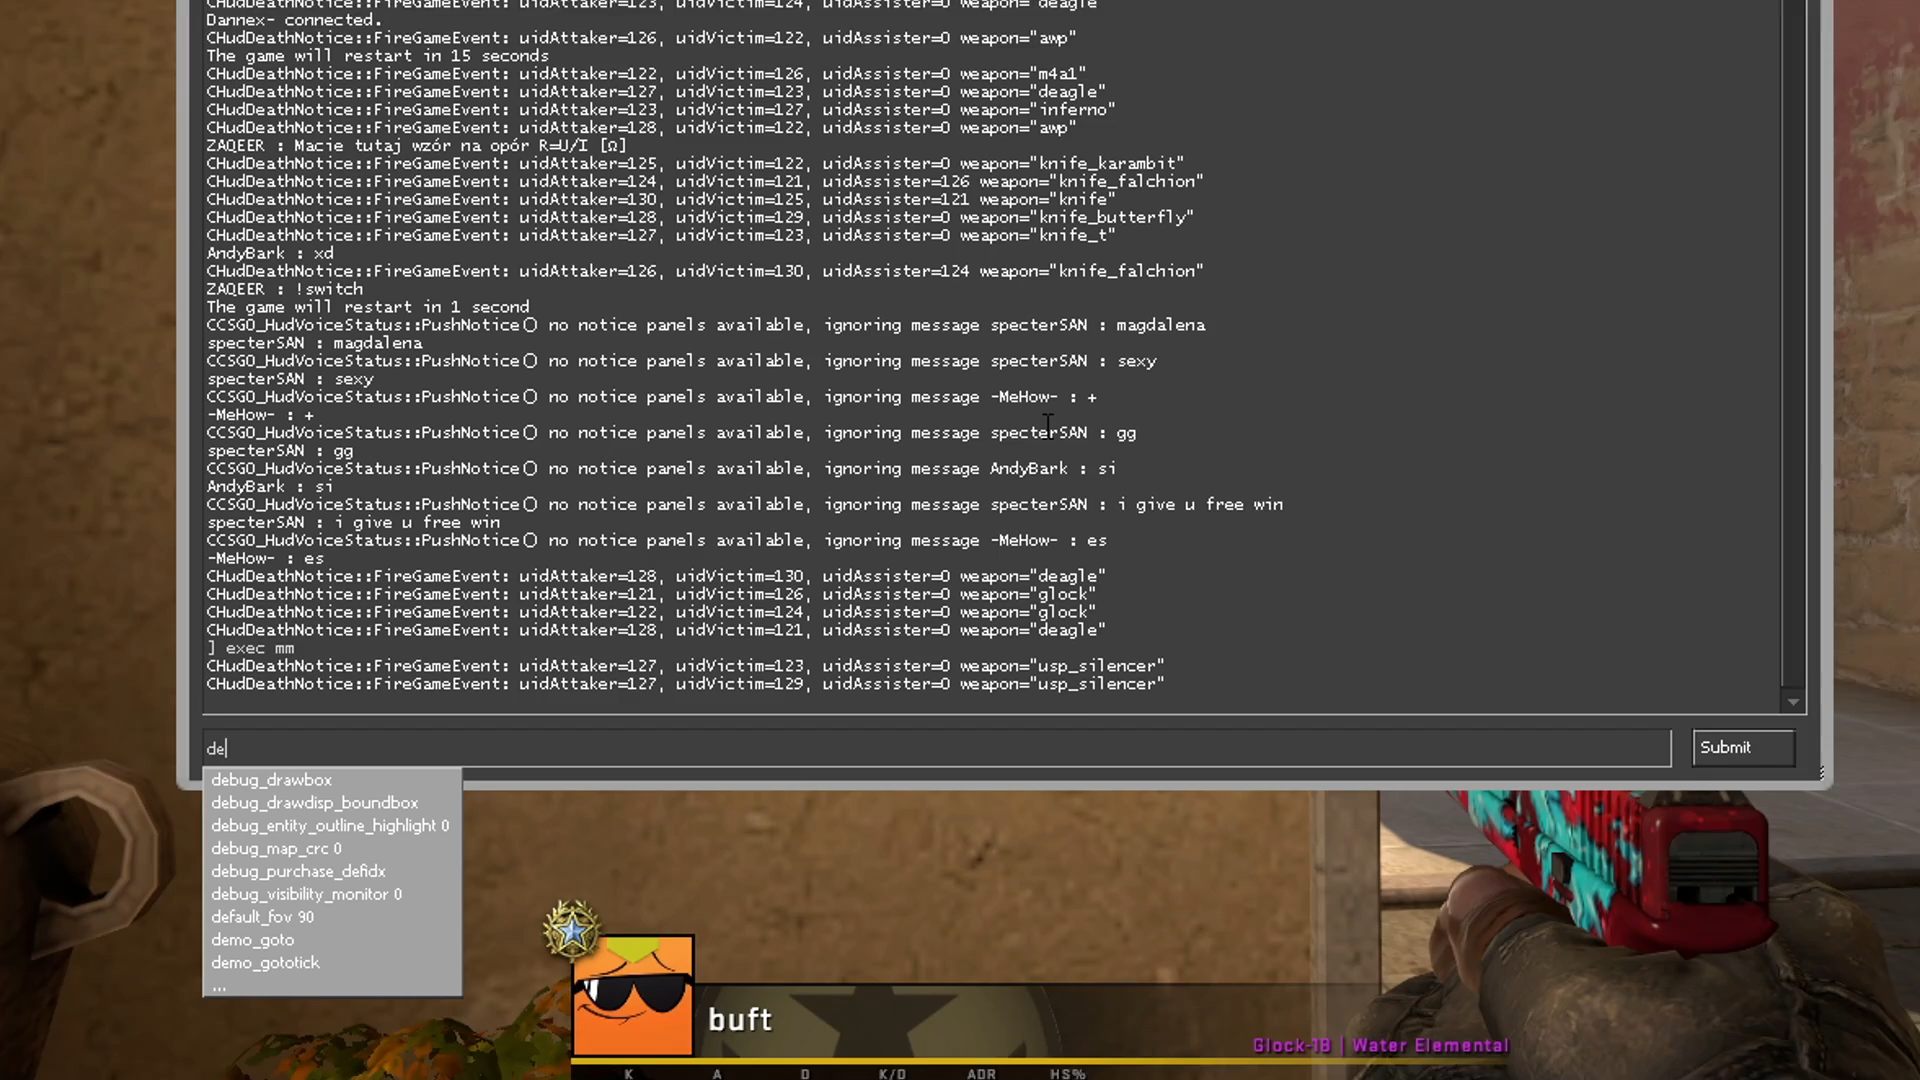 CHudDeathNotice::FireGameEvent: uidAttaker=123, uidVictim=124, uidAssister=0 weapon="deagle"
Dannex- connected.
CHudDeathNotice::FireGameEvent: uidAttaker=126, uidVictim=122, uidAssister=0 weapon="awp"
The game will restart in 15 seconds
CHudDeathNotice::FireGameEvent: uidAttaker=122, uidVictim=126, uidAssister=0 weapon="m4a1"
CHudDeathNotice::FireGameEvent: uidAttaker=127, uidVictim=123, uidAssister=0 weapon="deagle"
CHudDeathNotice::FireGameEvent: uidAttaker=123, uidVictim=127, uidAssister=0 weapon="inferno"
CHudDeathNotice::FireGameEvent: uidAttaker=128, uidVictim=122, uidAssister=0 weapon="awp"
ZAQEER : Macie tutaj wzór na opór R=U/I [Ω]
CHudDeathNotice::FireGameEvent: uidAttaker=125, uidVictim=122, uidAssister=0 weapon="knife_karambit"
CHudDeathNotice::FireGameEvent: uidAttaker=124, uidVictim=121, uidAssister=126 weapon="knife_falchion"
CHudDeathNotice::FireGameEvent: uidAttaker=130, uidVictim=125, uidAssister=121 weapon="knife"
CHudDeathNotice::FireGameEvent: uidAttaker=128, uidVictim=129, uidAssister=0 weapon="knife_butterfly"
CHudDeathNotice::FireGameEvent: uidAttaker=127, uidVictim=123, uidAssister=0 weapon="knife_t"
AndyBark : xd
CHudDeathNotice::FireGameEvent: uidAttaker=126, uidVictim=130, uidAssister=124 weapon="knife_falchion"
ZAQEER : !switch
The game will restart in 1 second
CCSGO_HudVoiceStatus::PushNotice() no notice panels available, ignoring message specterSAN : magdalena
specterSAN : magdalena
CCSGO_HudVoiceStatus::PushNotice() no notice panels available, ignoring message specterSAN : sexy
specterSAN : sexy
CCSGO_HudVoiceStatus::PushNotice() no notice panels available, ignoring message -MeHow- : +
-MeHow- : +
CCSGO_HudVoiceStatus::PushNotice() no notice panels available, ignoring message specterSAN : gg
specterSAN : gg
CCSGO_HudVoiceStatus::PushNotice() no notice panels available, ignoring message AndyBark : si
AndyBark : si
CCSGO_HudVoiceStatus::PushNotice() no notice panels available, ignoring message specterSAN : i give u free win
specterSAN : i give u free win
CCSGO_HudVoiceStatus::PushNotice() no notice panels available, ignoring message -MeHow- : es
-MeHow- : es
CHudDeathNotice::FireGameEvent: uidAttaker=128, uidVictim=130, uidAssister=0 weapon="deagle"
CHudDeathNotice::FireGameEvent: uidAttaker=121, uidVictim=126, uidAssister=0 weapon="glock"
CHudDeathNotice::FireGameEvent: uidAttaker=122, uidVictim=124, uidAssister=0 weapon="glock"
CHudDeathNotice::FireGameEvent: uidAttaker=128, uidVictim=121, uidAssister=0 weapon="deagle"
] exec mm
CHudDeathNotice::FireGameEvent: uidAttaker=127, uidVictim=123, uidAssister=0 weapon="usp_silencer"
CHudDeathNotice::FireGameEvent: uidAttaker=127, uidVictim=129, uidAssister=0 weapon="usp_silencer"
de
Submit
debug_drawbox
debug_drawdisp_boundbox
debug_entity_outline_highlight 0
debug_map_crc 0
debug_purchase_defidx
debug_visibility_monitor 0
default_fov 90
demo_goto
demo_gototick
...
buft
Glock-18 | Water Elemental
K A D K/D ADR HS%